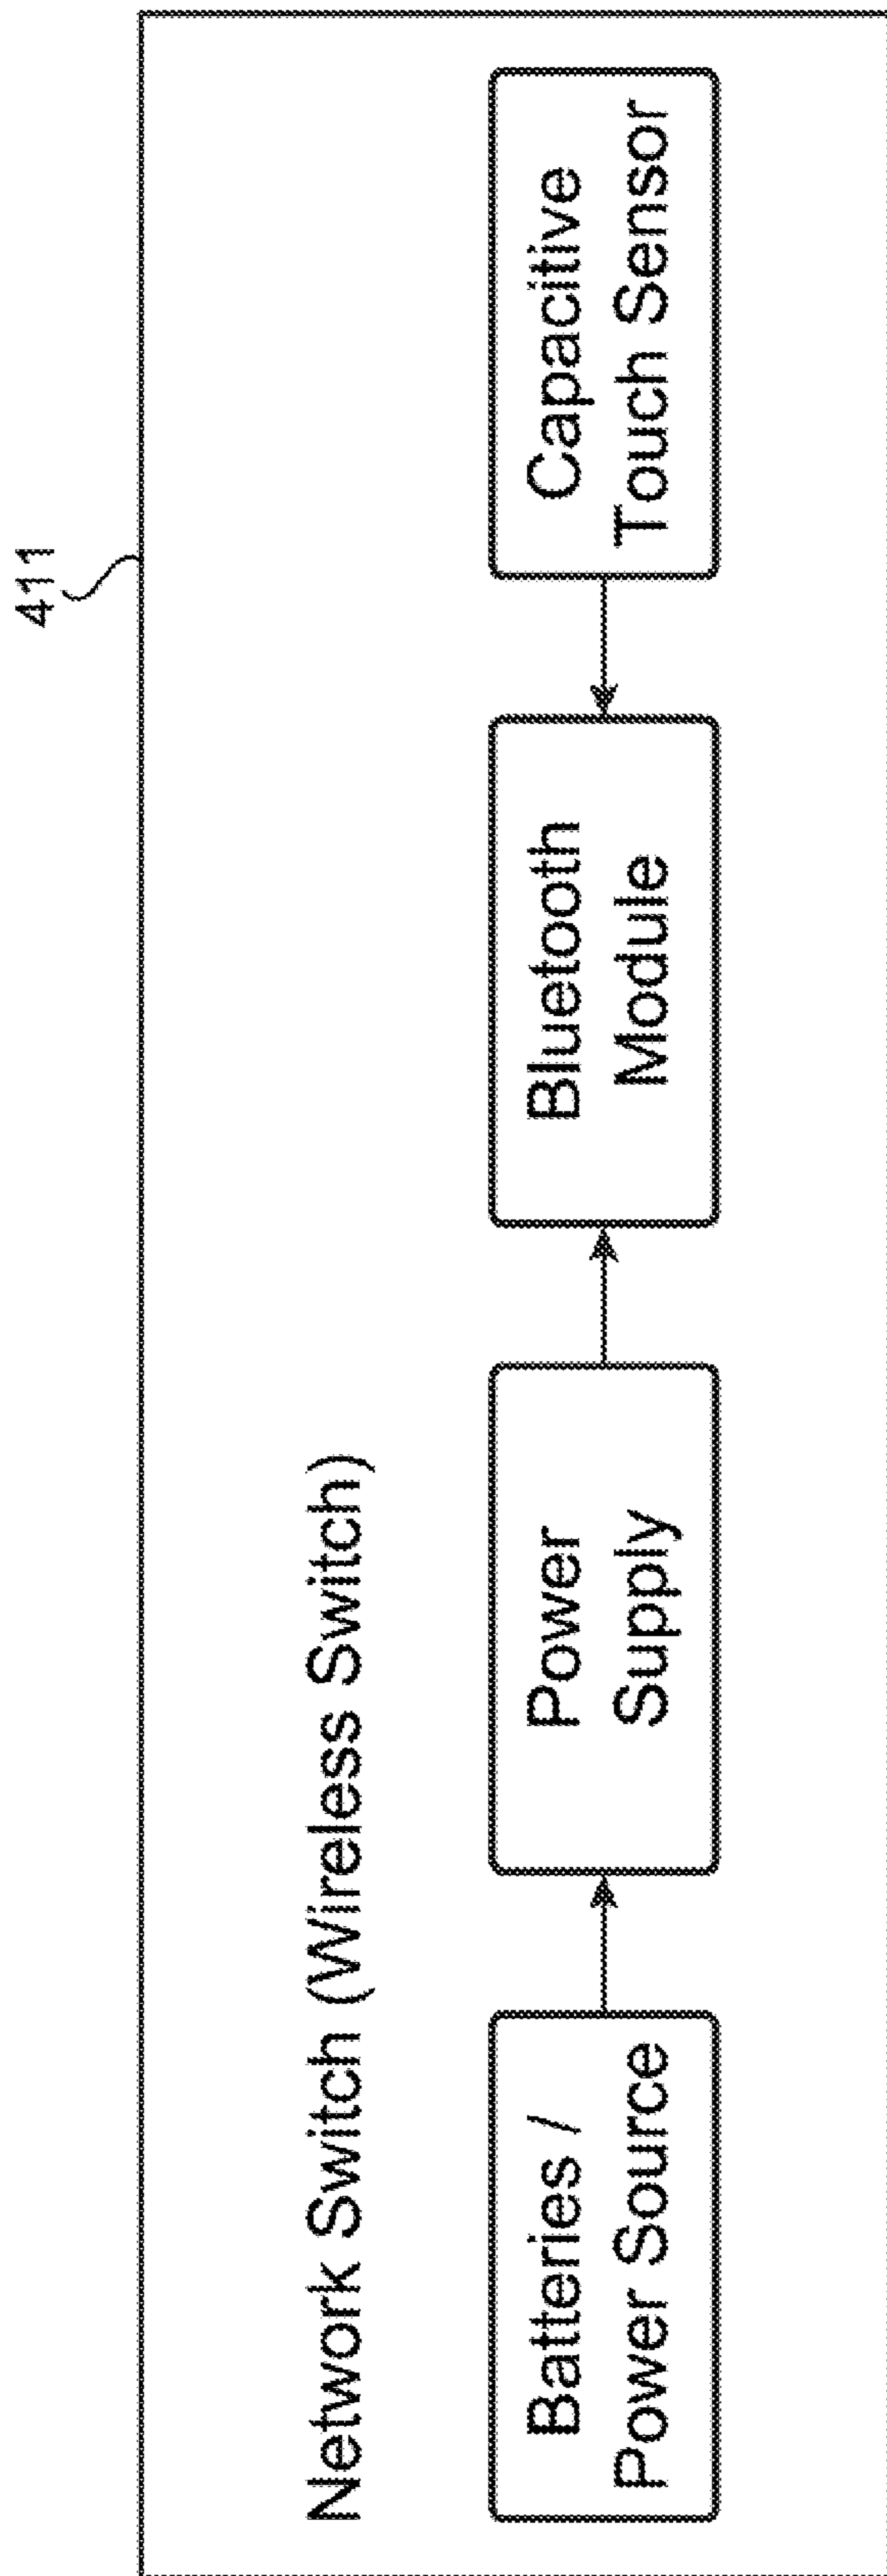 411
Network Switch (Wireless Switch)
Batteries /
Power Source
Power
Supply
Bluetooth
Module
Capacitive
Touch Sensor